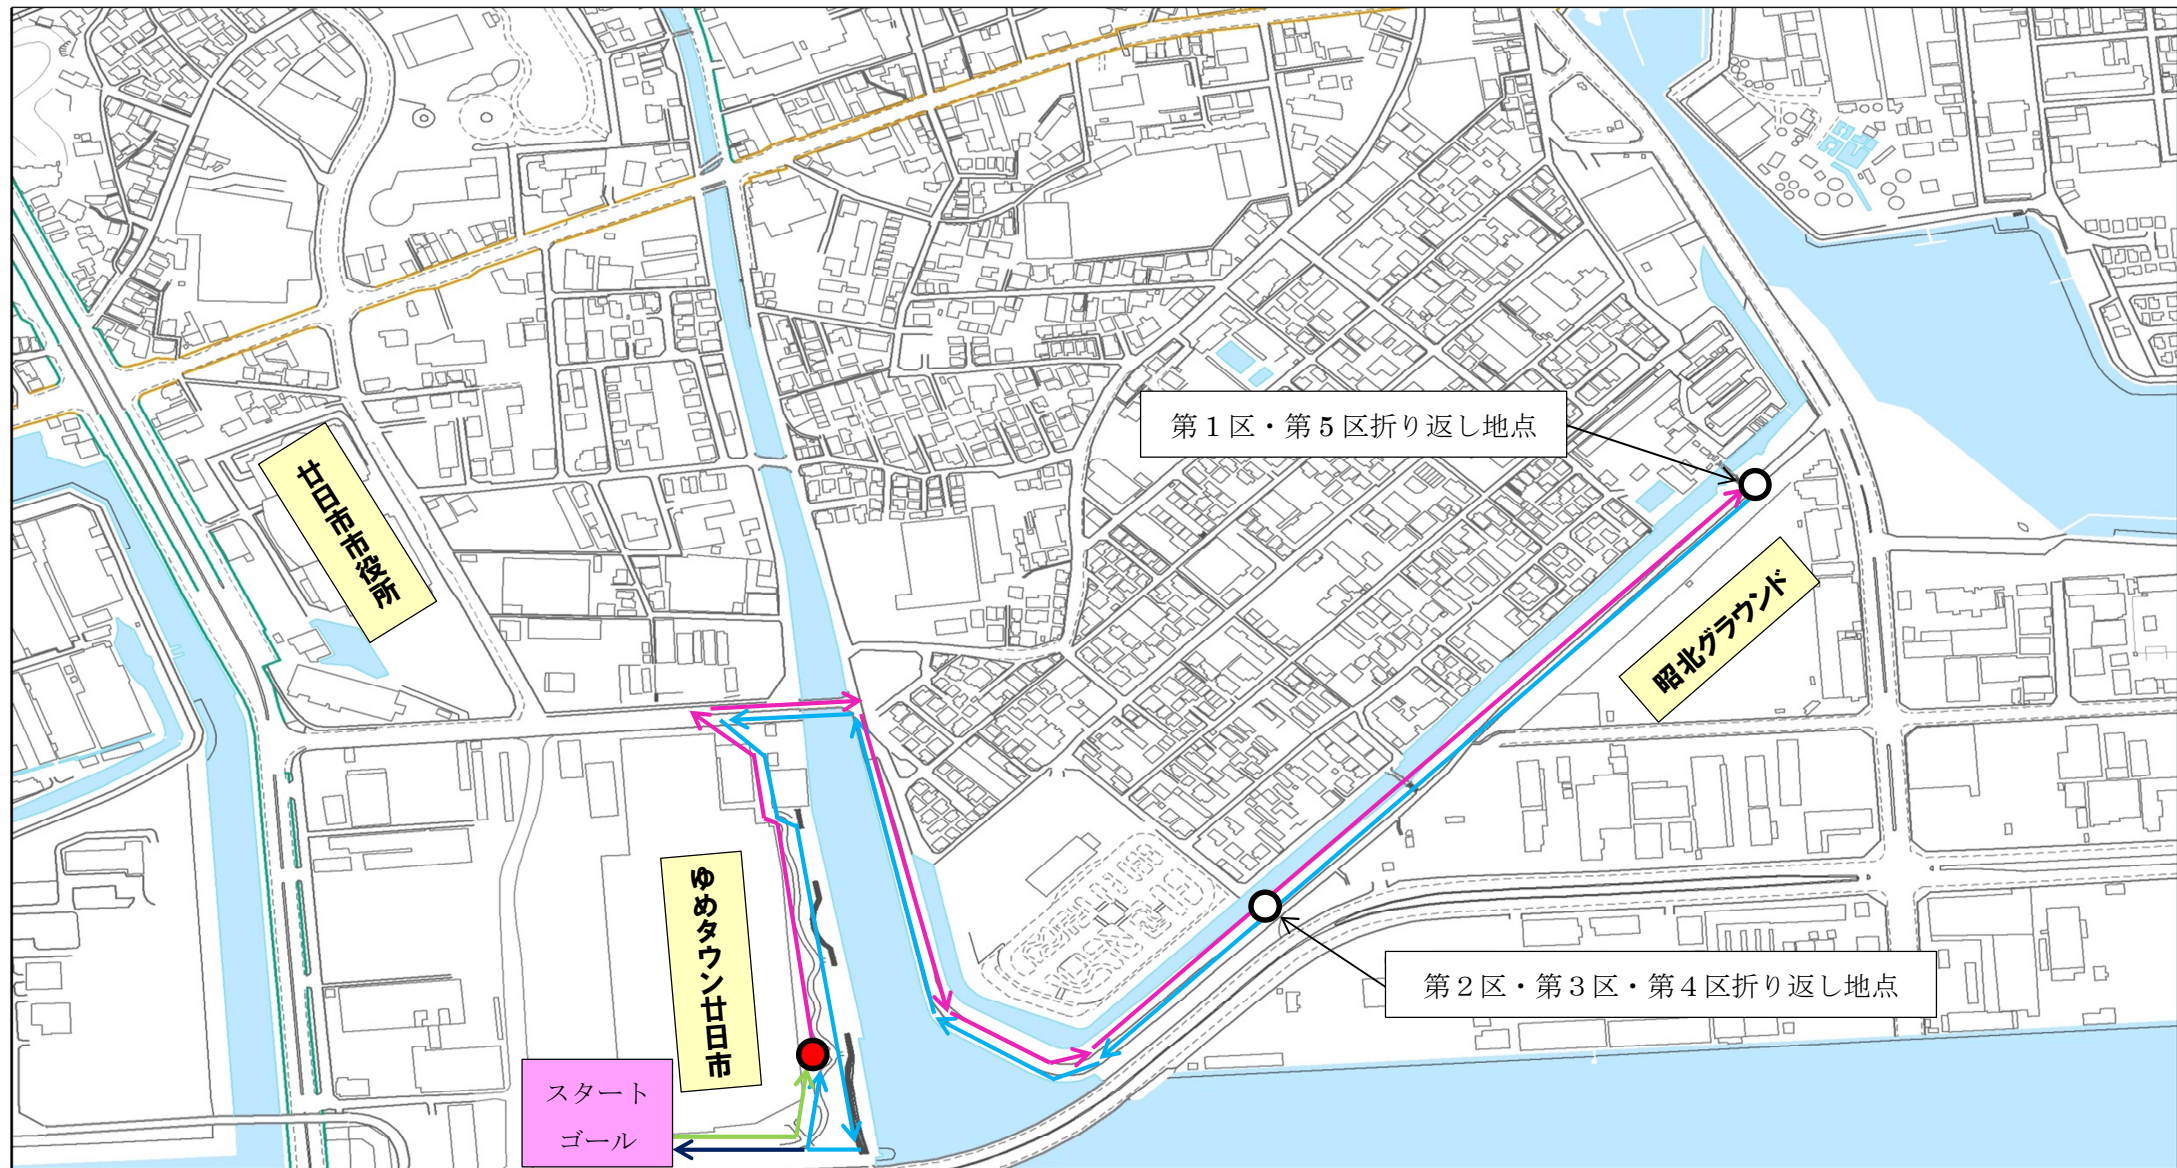 第１区・第５区折り返し地点
廿日市市役所
昭北グラウンド
ゆめタウン廿日市
第２区・第３区・第４区折り返し地点
スタート
ゴール